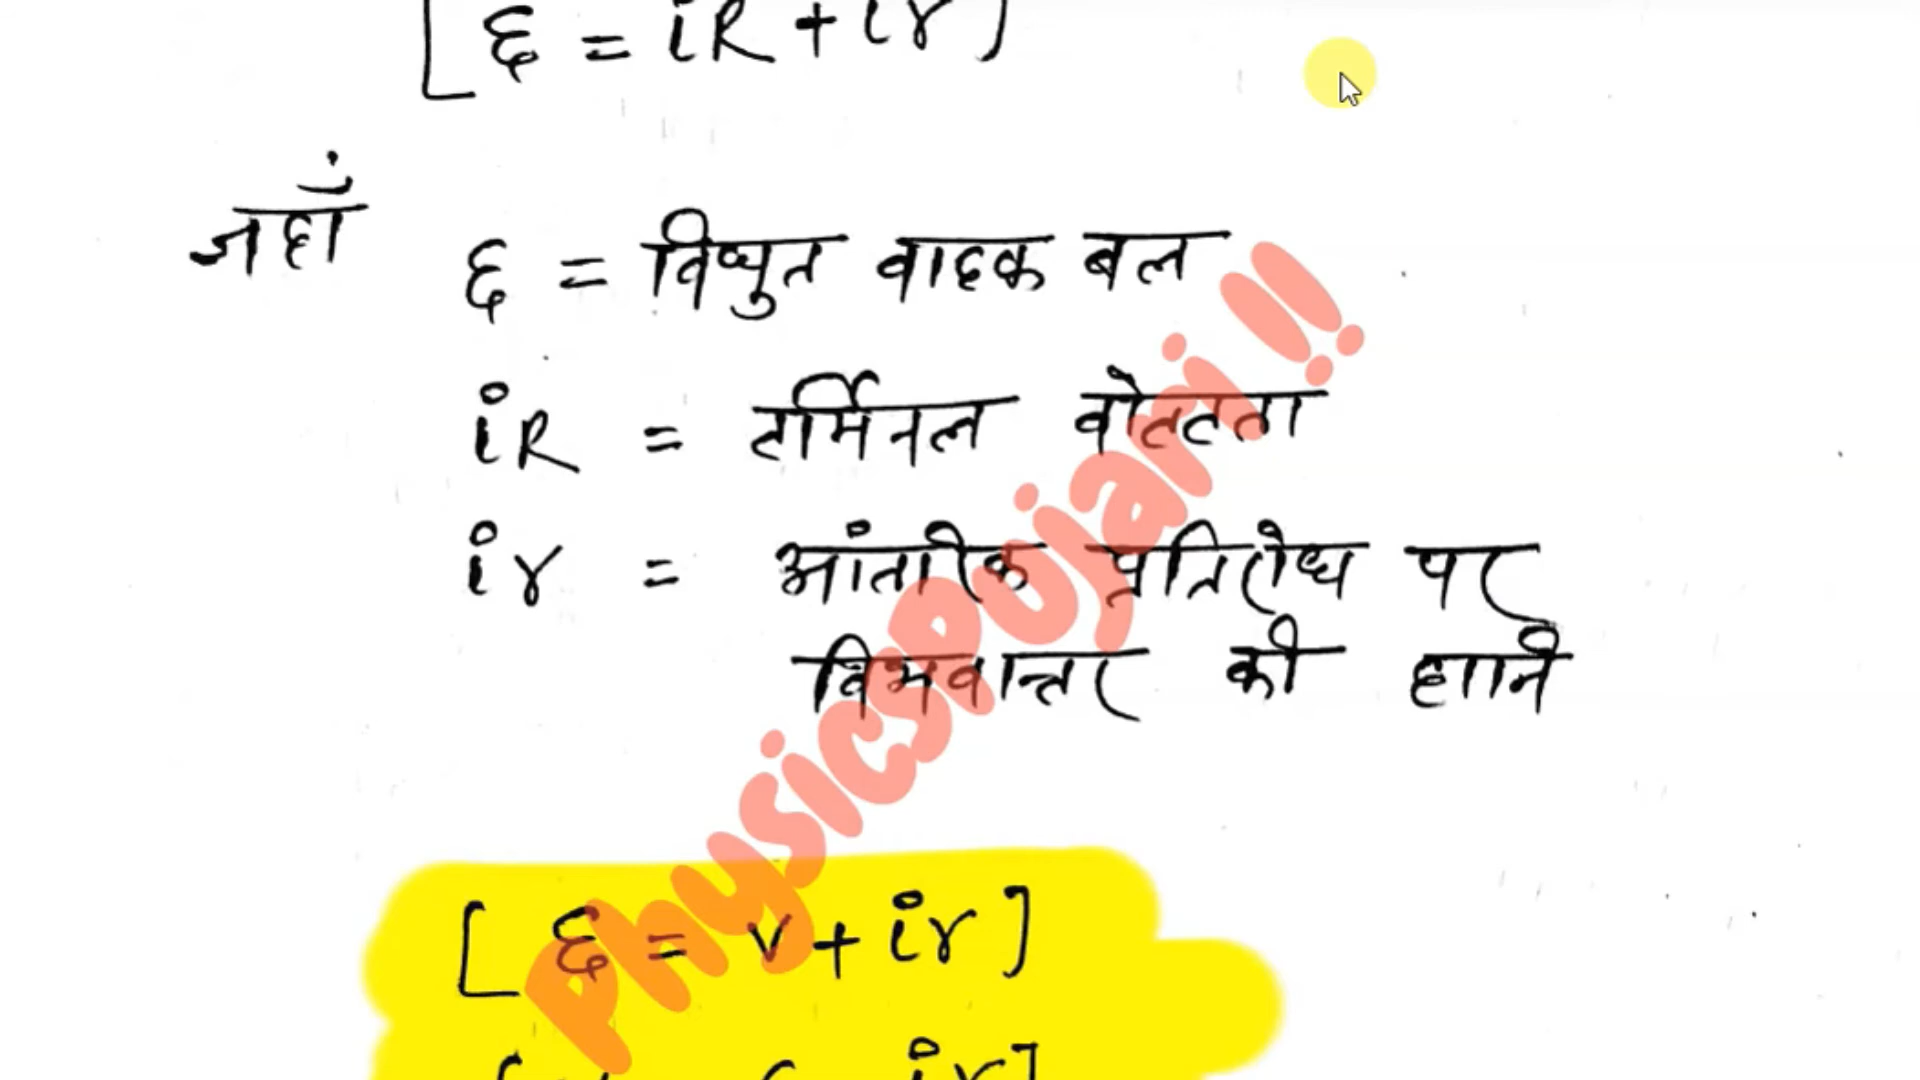 [ ξ = iR + ir ]
जहाँ ξ = विध्युत वाहक बल
iR = टर्मिनल वोल्टता
ir = आंतरिक प्रतिरोध पर
विभवान्तर की हानि
[ ξ = v + ir ]
PhysicsPujari !!